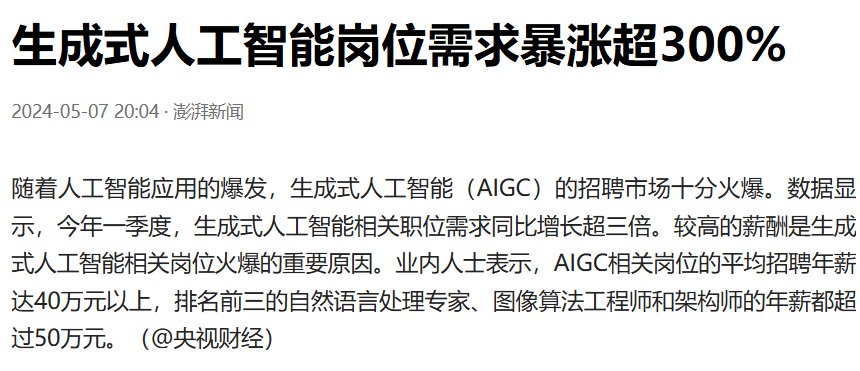 生成式人工智能岗位需求暴涨超300%
2024-05-07 20:04 · 澎湃新闻
随着人工智能应用的爆发，生成式人工智能（AIGC）的招聘市场十分火爆。数据显
示，今年一季度，生成式人工智能相关职位需求同比增长超三倍。较高的薪酬是生成
式人工智能相关岗位火爆的重要原因。业内人士表示，AIGC相关岗位的平均招聘年薪
达40万元以上，排名前三的自然语言处理专家、图像算法工程师和架构师的年薪都超
过50万元。（@央视财经）